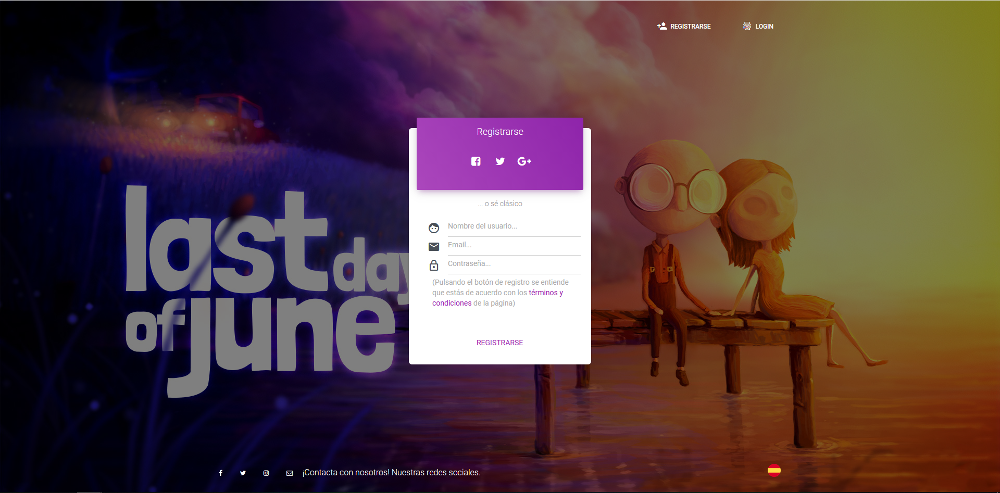 REGISTRARSE
LOGIN
Registrarse
G+
... o sé clásico
Nombre del usuario...
Email...
Contraseña...
(Pulsando el botón de registro se entiende
que estás de acuerdo con los términos y
condiciones de la página)
REGISTRARSE
last day
of june
¡Contacta con nosotros! Nuestras redes sociales.